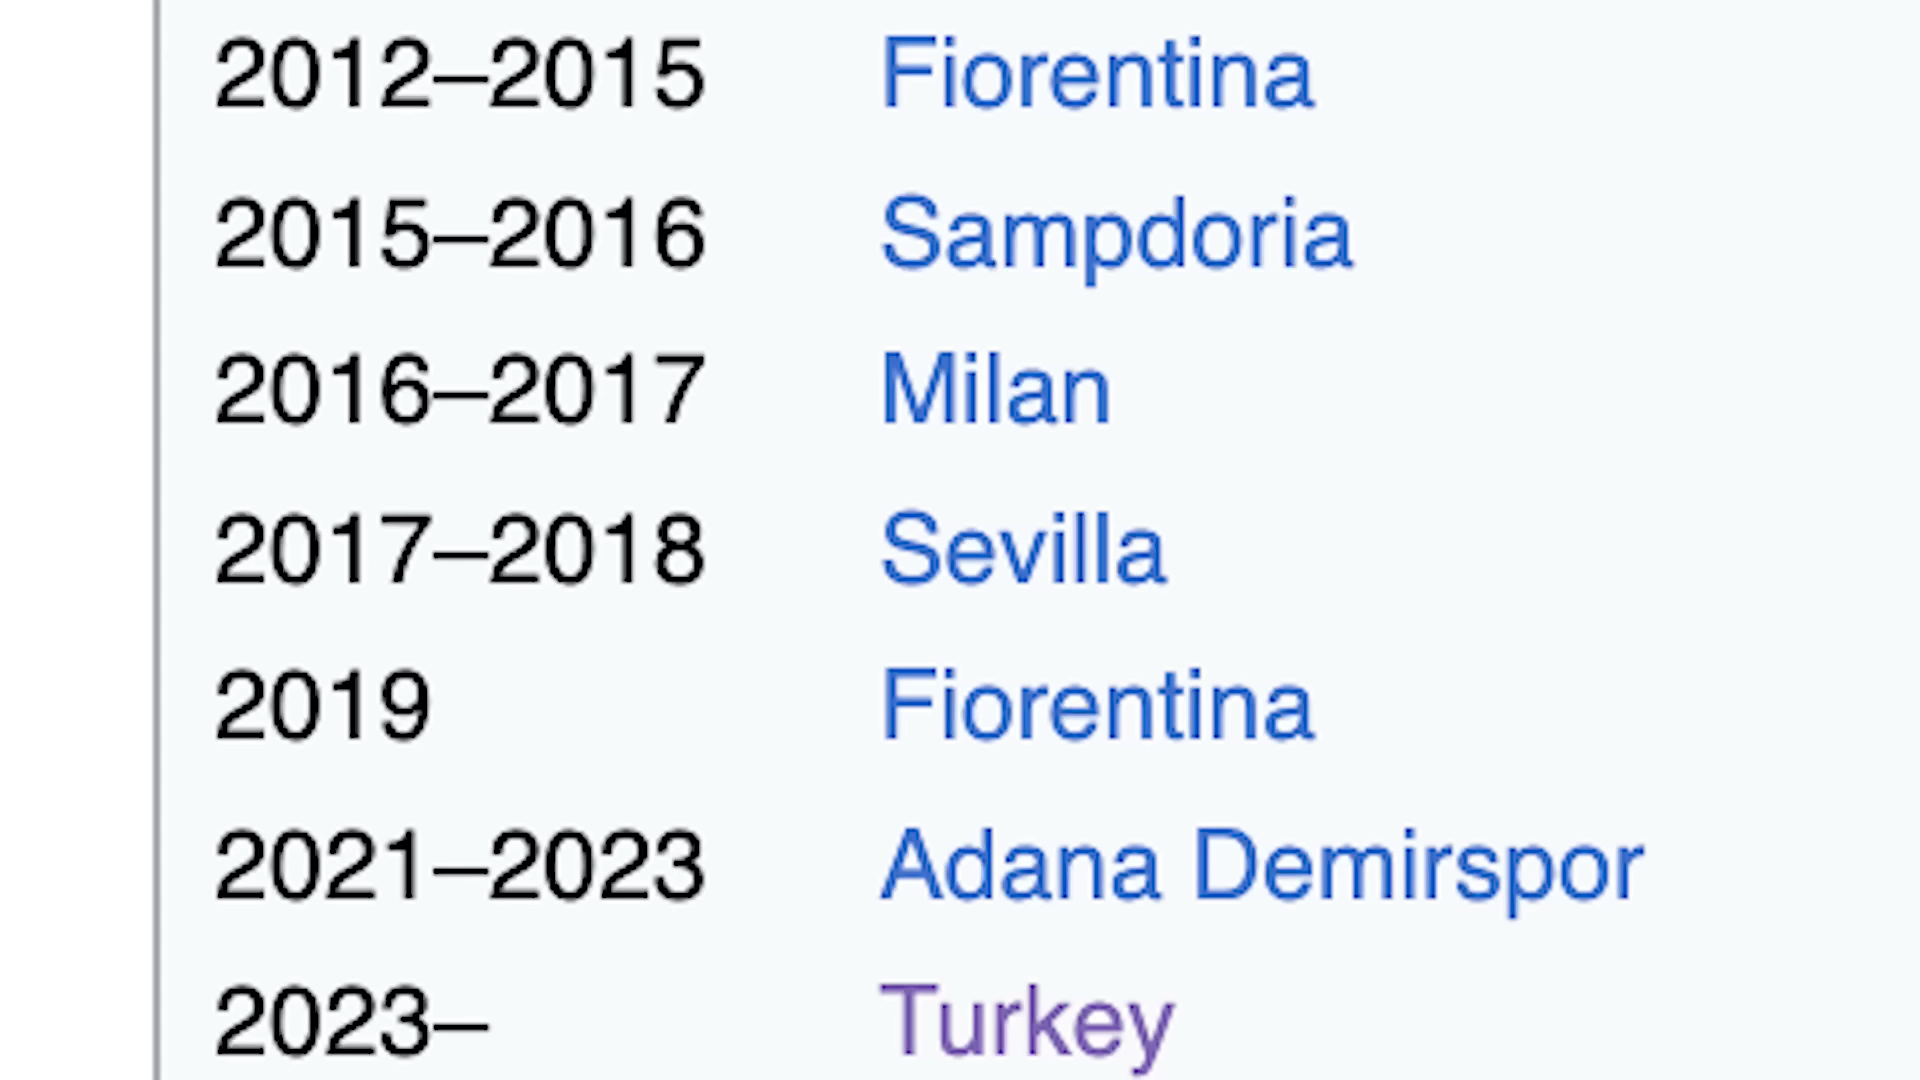 2012–2015 Fiorentina
2015–2016 Sampdoria
2016–2017 Milan
2017–2018 Sevilla
2019 Fiorentina
2021–2023 Adana Demirspor
2023– Turkey